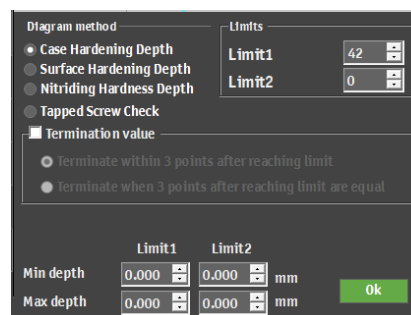 Diagram method
Case Hardening Depth
Surface Hardening Depth
Nitriding Hardness Depth
Tapped Screw Check
Limits
Limit1 42
Limit2 0
Termination value
Terminate within 3 points after reaching limit
Terminate when 3 points after reaching limit are equal
Limit1 Limit2
Min depth 0.000 0.000 mm
Max depth 0.000 0.000 mm
Ok